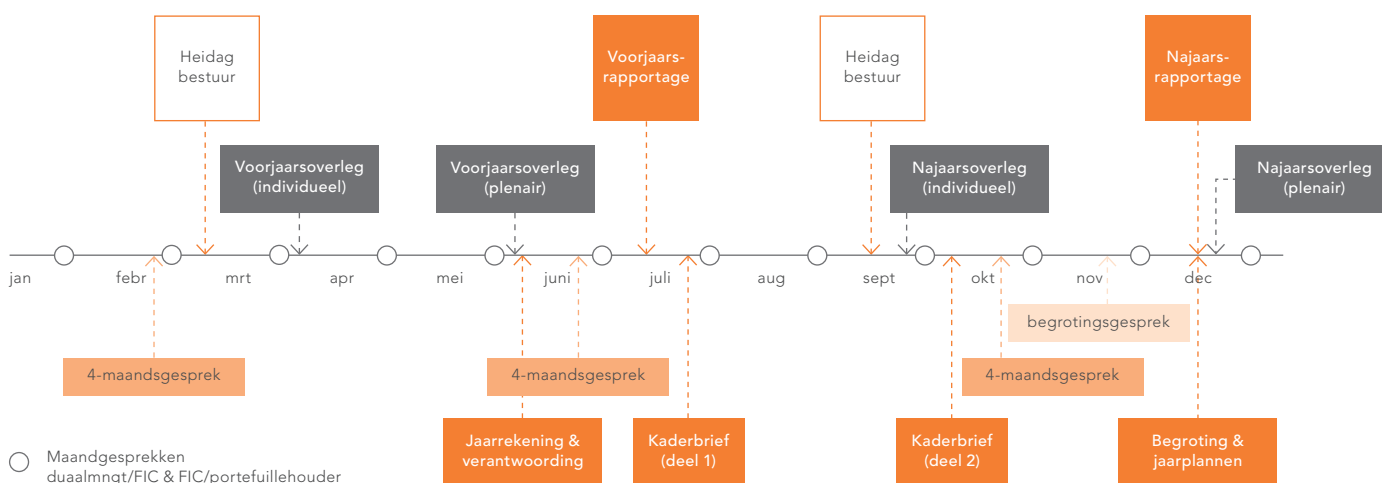 Heidag
bestuur
Voorjaars-
rapportage
Heidag
bestuur
Najaars-
rapportage
Voorjaarsoverleg
(individueel)
Voorjaarsoverleg
(plenair)
Najaarsoverleg
(individueel)
Najaarsoverleg
(plenair)
jan
febr
mrt
apr
mei
juni
juli
aug
sept
okt
nov
dec
begrotingsgesprek
4-maandsgesprek
4-maandsgesprek
4-maandsgesprek
Jaarrekening &
verantwoording
Kaderbrief
(deel 1)
Kaderbrief
(deel 2)
Begroting &
jaarplannen
Maandgesprekken
duaalmngt/FIC & FIC/portefuillehouder